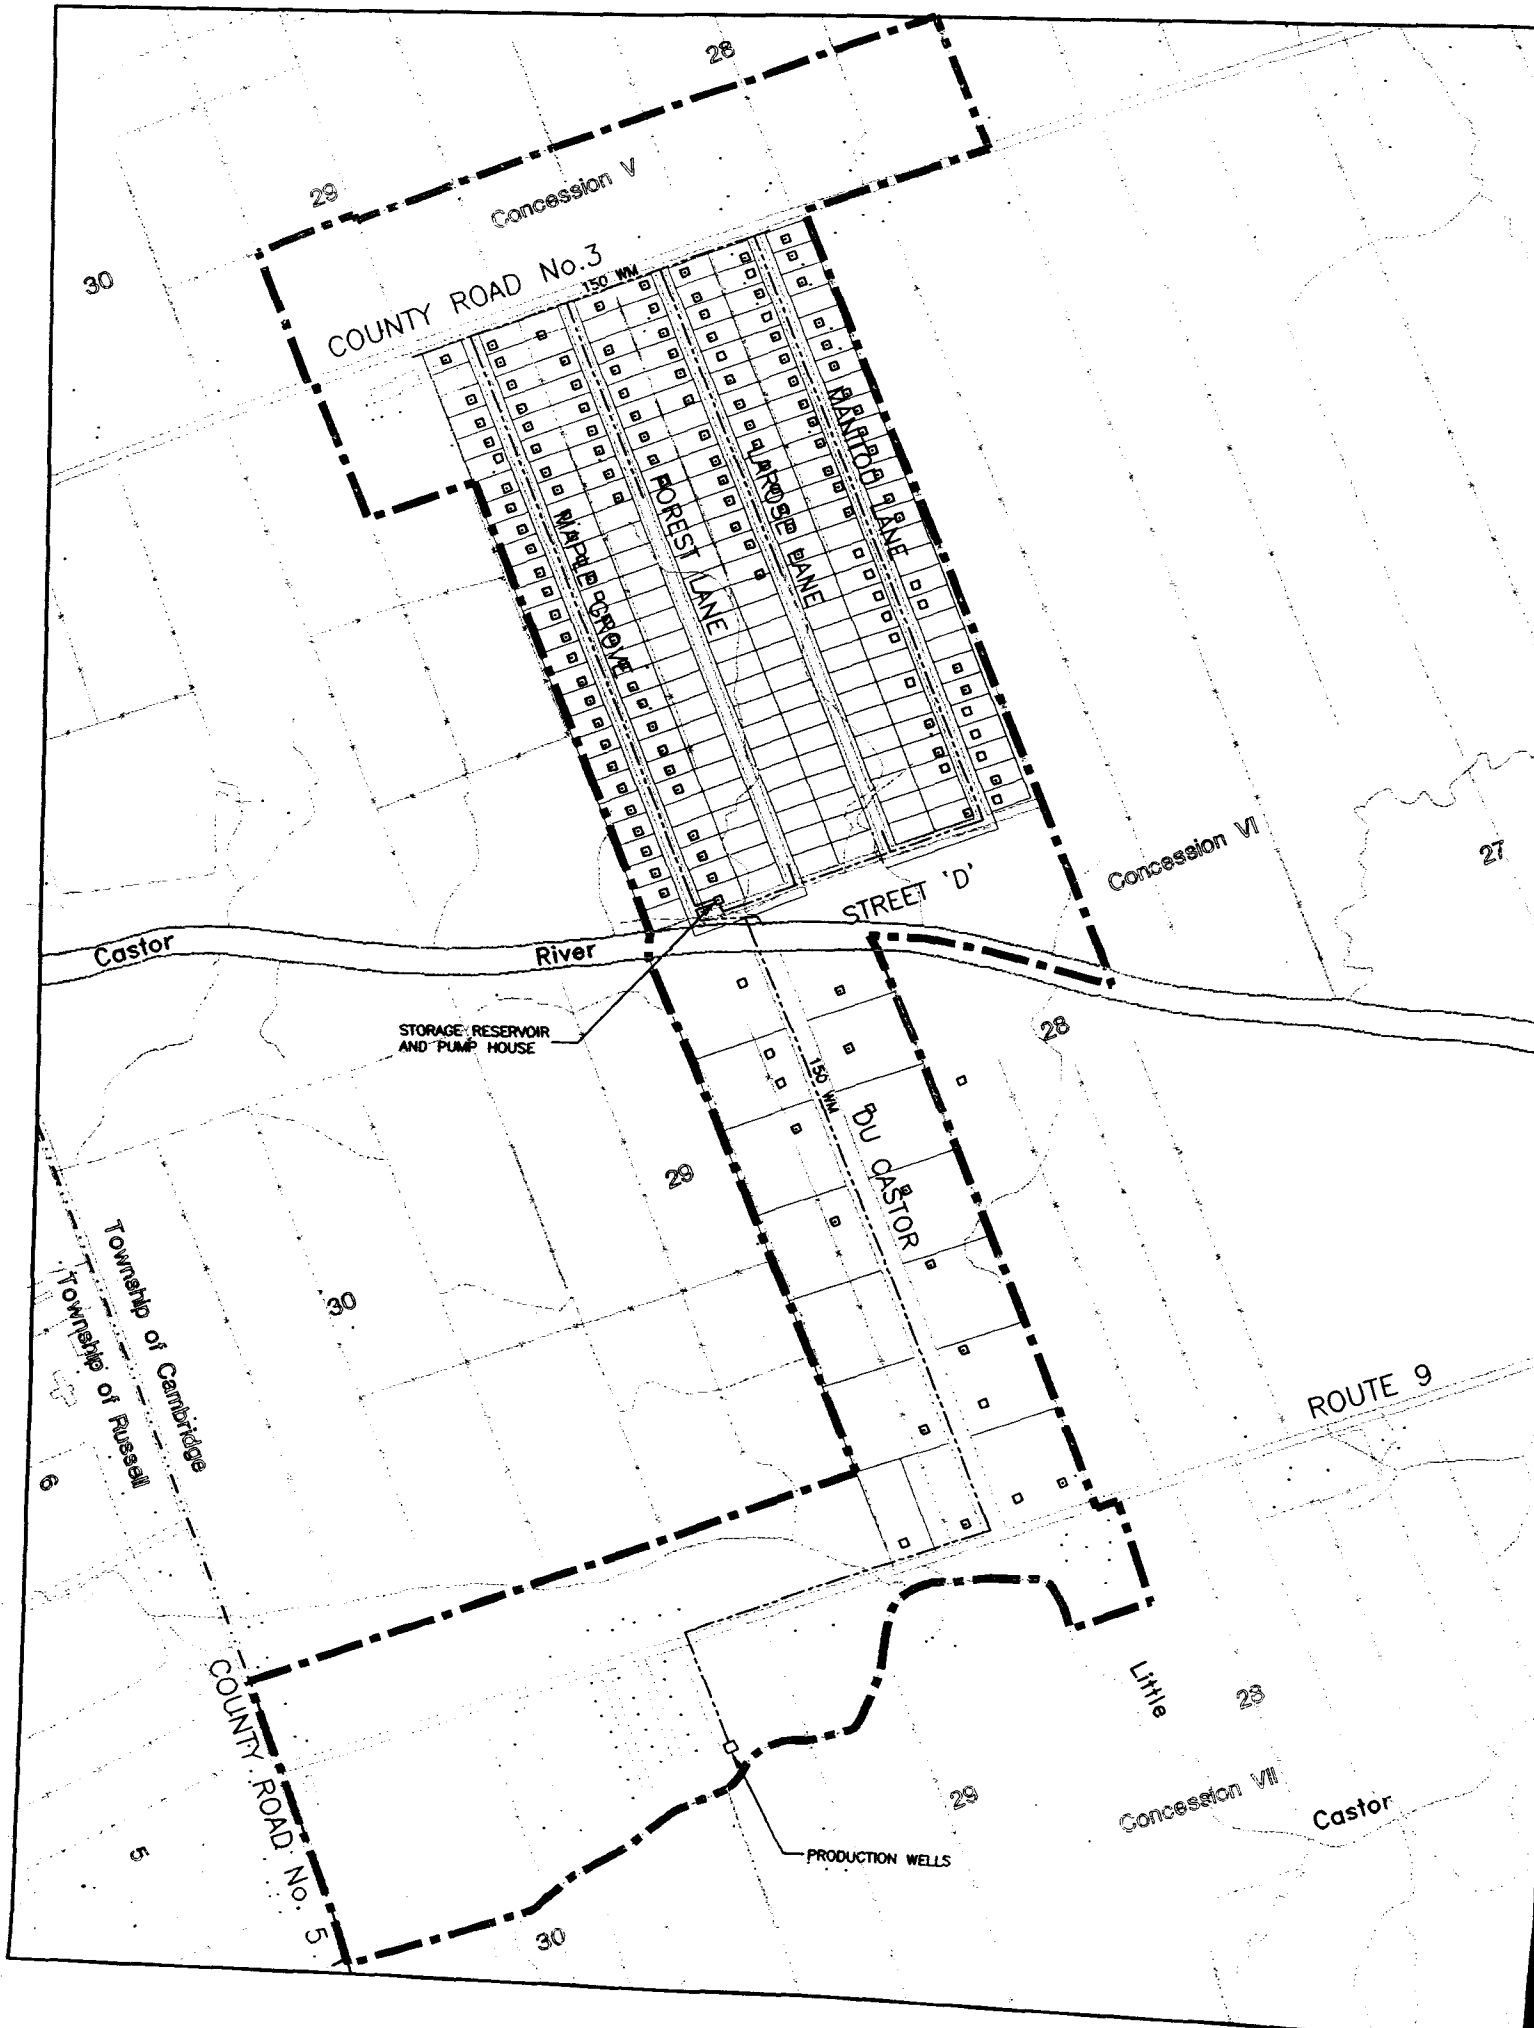 28
29
Concession V
30
COUNTY ROAD No.3
150 WM
MANITOU LANE
LAROSE LANE
FOREST LANE
MAPLE GROVE
Concession VI
27
STREET 'D'
Castor
River
STORAGE RESERVOIR
AND PUMP HOUSE
28
150 WM
DU CASTOR
29
30
Township of Cambridge
Township of Russell
ROUTE 9
6
COUNTY ROAD No. 5
Little
28
29
Concession VII
Castor
5
PRODUCTION WELLS
30